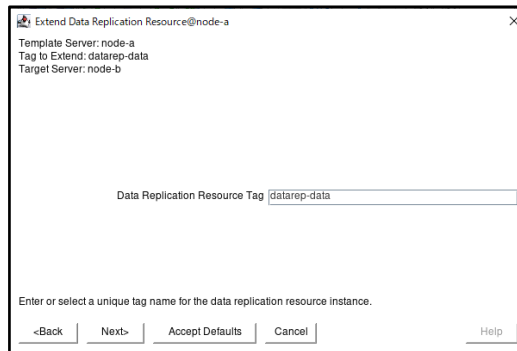 Extend Data Replication Resource@node-a
Template Server: node-a
Tag to Extend: datarep-data
Target Server: node-b
Data Replication Resource Tag datarep-data
Enter or select a unique tag name for the data replication resource instance.
<Back Next> Accept Defaults Cancel Help